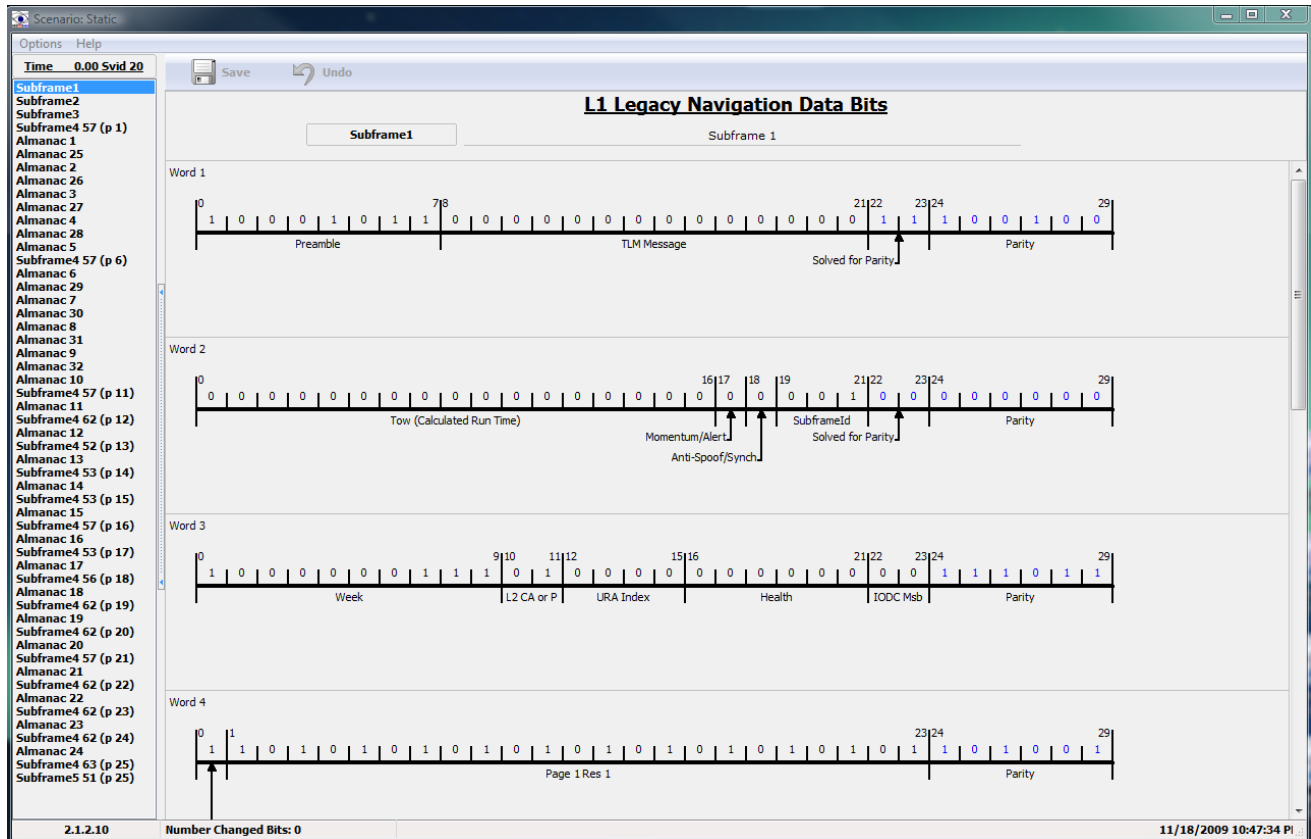 Scenario: Static
Options Help
Time 0.00 Svid 20
Subframe1
Subframe2
Subframe3
Subframe4 57 (p 1)
Almanac 1
Almanac 25
Almanac 2
Almanac 26
Almanac 3
Almanac 27
Almanac 4
Almanac 28
Almanac 5
Subframe4 57 (p 6)
Almanac 6
Almanac 29
Almanac 7
Almanac 30
Almanac 8
Almanac 31
Almanac 9
Almanac 32
Almanac 10
Subframe4 57 (p 11)
Almanac 11
Subframe4 62 (p 12)
Almanac 12
Subframe4 52 (p 13)
Almanac 13
Subframe4 53 (p 14)
Almanac 14
Subframe4 53 (p 15)
Almanac 15
Subframe4 57 (p 16)
Almanac 16
Subframe4 53 (p 17)
Almanac 17
Subframe4 56 (p 18)
Almanac 18
Subframe4 62 (p 19)
Almanac 19
Subframe4 62 (p 20)
Almanac 20
Subframe4 57 (p 21)
Almanac 21
Subframe4 62 (p 22)
Almanac 22
Subframe4 62 (p 23)
Almanac 23
Subframe4 62 (p 24)
Almanac 24
Subframe4 63 (p 25)
Subframe5 51 (p 25)
Save Undo
L1 Legacy Navigation Data Bits
Subframe1 Subframe 1
Word 1
0 7 8 21 22 23 24 29
1 0 0 0 1 0 1 1 0 0 0 0 0 0 0 0 0 0 0 0 0 0 1 1 1 0 0 1 0 0
Preamble TLM Message Parity
Solved for Parity
Word 2
0 16 17 18 19 21 22 23 24 29
0 0 0 0 0 0 0 0 0 0 0 0 0 0 0 0 0 0 0 0 0 1 0 0 0 0 0 0 0 0
Tow (Calculated Run Time) SubframeId Parity
Momentum/Alert Solved for Parity
Anti-Spoof/Synch
Word 3
0 9 10 11 12 15 16 21 22 23 24 29
1 0 0 0 0 0 0 1 1 1 0 1 0 0 0 0 0 0 0 0 0 0 0 0 1 1 1 0 1 1
Week L2 CA or P URA Index Health IODC Msb Parity
Word 4
0 1 23 24 29
1 1 0 1 0 1 0 1 0 1 0 1 0 1 0 1 0 1 0 1 0 1 0 1 1 0 1 0 0 1
Page 1 Res 1 Parity
2.1.2.10 Number Changed Bits: 0 11/18/2009 10:47:34 P